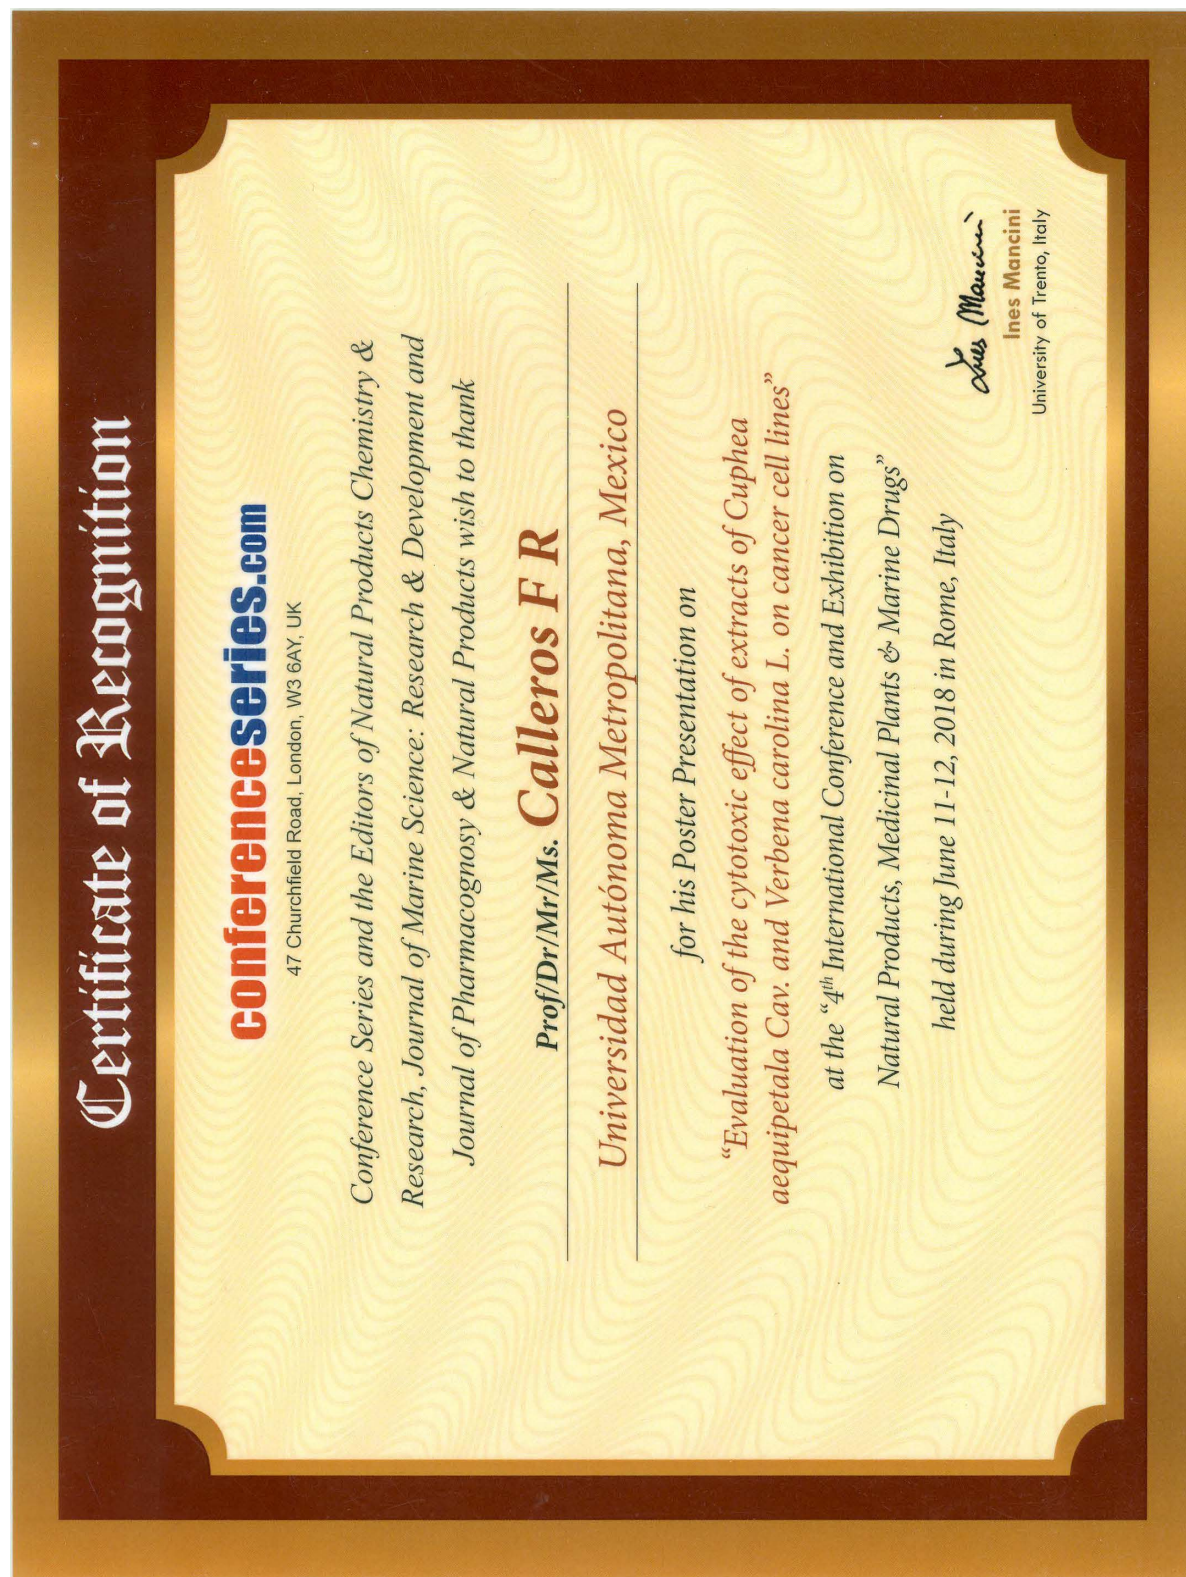 Certificate of Recognition
conferenceseries.com
47 Churchfield Road, London, W3 6AY, UK
Conference Series and the Editors of Natural Products Chemistry &
Research, Journal of Marine Science: Research & Development and
Journal of Pharmacognosy & Natural Products wish to thank
Prof/Dr/Mr/Ms. Calleros F R
Universidad Autónoma Metropolitana, Mexico
for his Poster Presentation on
“Evaluation of the cytotoxic effect of extracts of Cuphea
aequipetala Cav. and Verbena carolina L. on cancer cell lines”
at the “4th International Conference and Exhibition on
Natural Products, Medicinal Plants & Marine Drugs”
held during June 11-12, 2018 in Rome, Italy
Ines Mancini
Ines Mancini
University of Trento, Italy